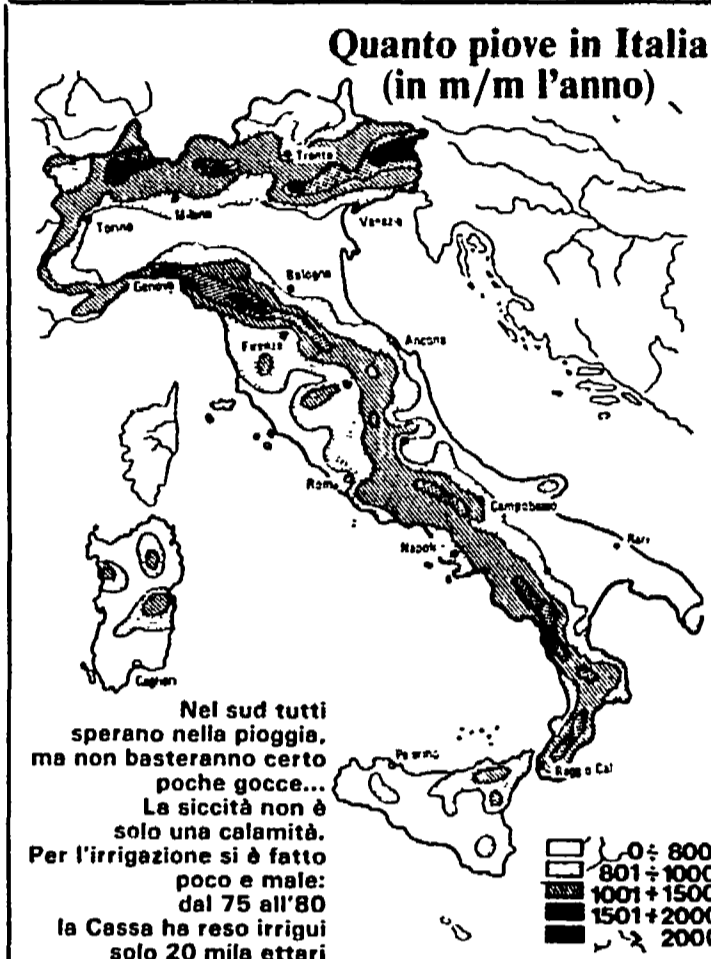 Quanto piove in Italia
(in m/m l'anno)
Trento
Milano
Torino
Venezia
Genova
Bologna
Firenze
Ancona
Roma
Campobasso
Napoli
Bari
Cagliari
Palermo
Reggio Cal
Nel sud tutti
sperano nella pioggia,
ma non basteranno certo
poche gocce...
La siccità non è
solo una calamità.
Per l'irrigazione si è fatto
poco e male:
dal 75 all'80
la Cassa ha reso irrigui
solo 20 mila ettari
0÷800
801÷1000
1001÷1500
1501÷2000
2000